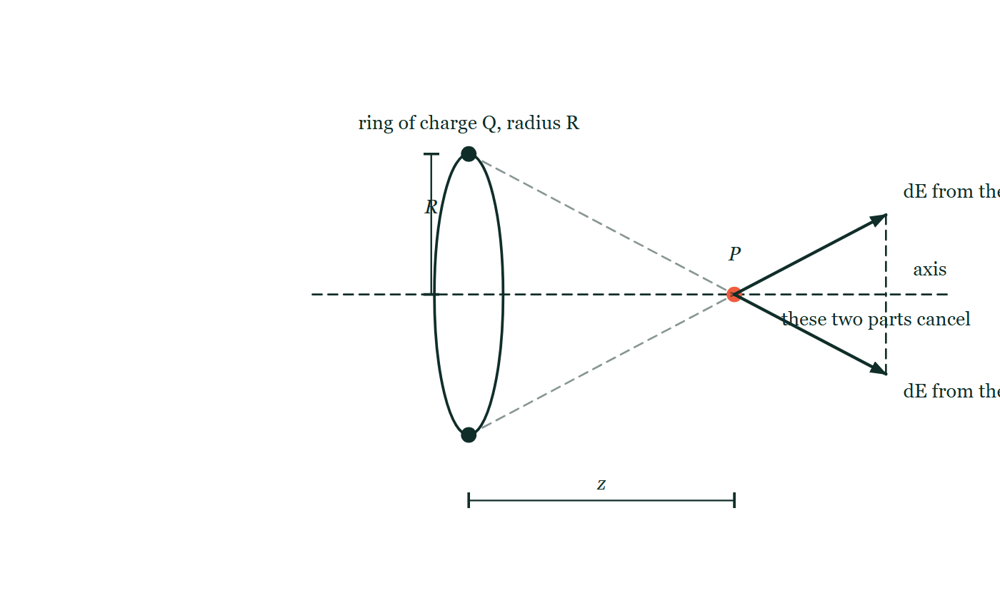 ring of charge Q, radius R
dE from the
R
P
axis
these two parts cancel
dE from the
z